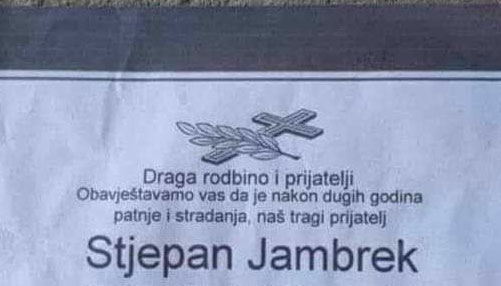 Draga rodbino i prijatelji
Obavještavamo vas da je nakon dugih godina
patnje i stradanja, naš tragi prijatelj
Stjepan Jambrek